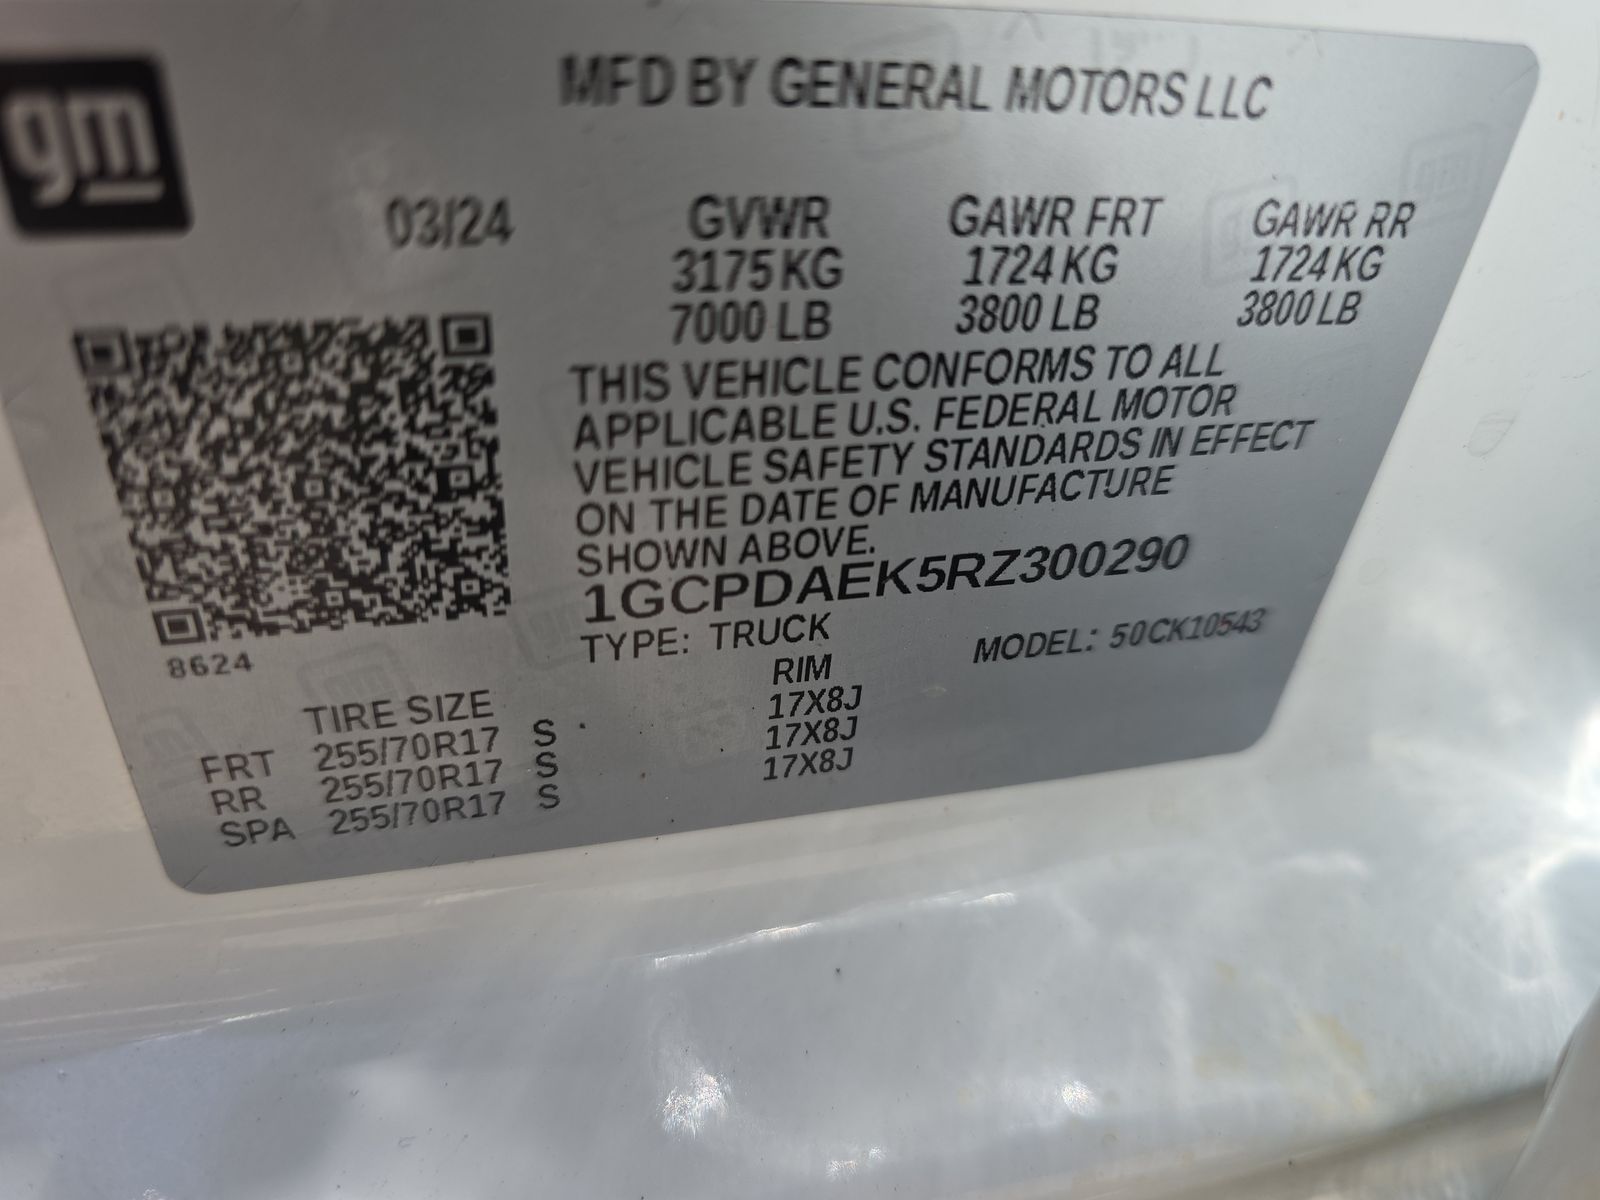 gm
MFD BY GENERAL MOTORS LLC
03/24 GVWR GAWR FRT GAWR RR
3175 KG 1724 KG 1724 KG
7000 LB 3800 LB 3800 LB
THIS VEHICLE CONFORMS TO ALL
APPLICABLE U.S. FEDERAL MOTOR
VEHICLE SAFETY STANDARDS IN EFFECT
ON THE DATE OF MANUFACTURE
SHOWN ABOVE.
1GCPDAEK5RZ300290
TYPE: TRUCK MODEL: 50CK10543
8624
TIRE SIZE RIM
FRT 255/70R17 S 17X8J
RR 255/70R17 S 17X8J
SPA 255/70R17 S 17X8J